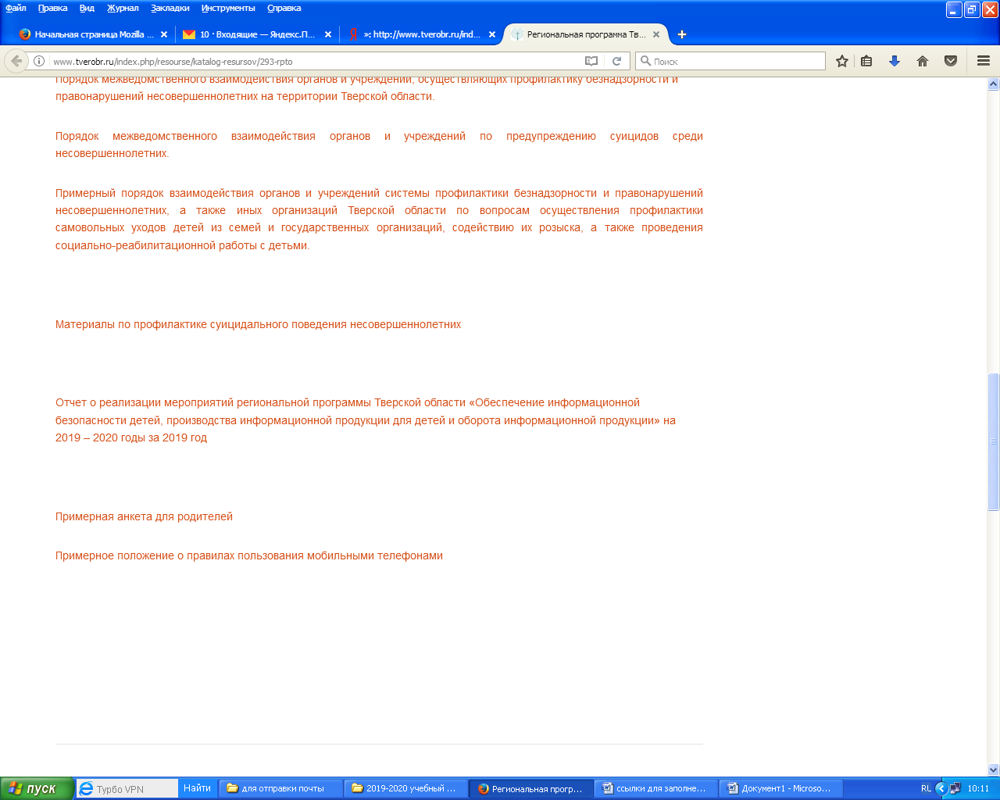 Файл Правка Вид Журнал Закладки Инструменты Справка
Начальная страница Mozilla ... 10 · Входящие — Яндекс.П... »: http://www.tverobr.ru/ind... Региональная программа Тв...
www.tverobr.ru/index.php/resourse/katalog-resursov/293-rpto Поиск
Порядок межведомственного взаимодействия органов и учреждений, осуществляющих профилактику безнадзорности и
правонарушений несовершеннолетних на территории Тверской области.
Порядок межведомственного взаимодействия органов и учреждений по предупреждению суицидов среди
несовершеннолетних.
Примерный порядок взаимодействия органов и учреждений системы профилактики безнадзорности и правонарушений
несовершеннолетних, а также иных организаций Тверской области по вопросам осуществления профилактики
самовольных уходов детей из семей и государственных организаций, содействию их розыска, а также проведения
социально-реабилитационной работы с детьми.
Материалы по профилактике суицидального поведения несовершеннолетних
Отчет о реализации мероприятий региональной программы Тверской области «Обеспечение информационной
безопасности детей, производства информационной продукции для детей и оборота информационной продукции» на
2019 – 2020 годы за 2019 год
Примерная анкета для родителей
Примерное положение о правилах пользования мобильными телефонами
пуск Турбо VPN Найти для отправки почты 2019-2020 учебный ... Региональная прогр... ссылки для заполне... Документ1 - Microso... RU 10:11